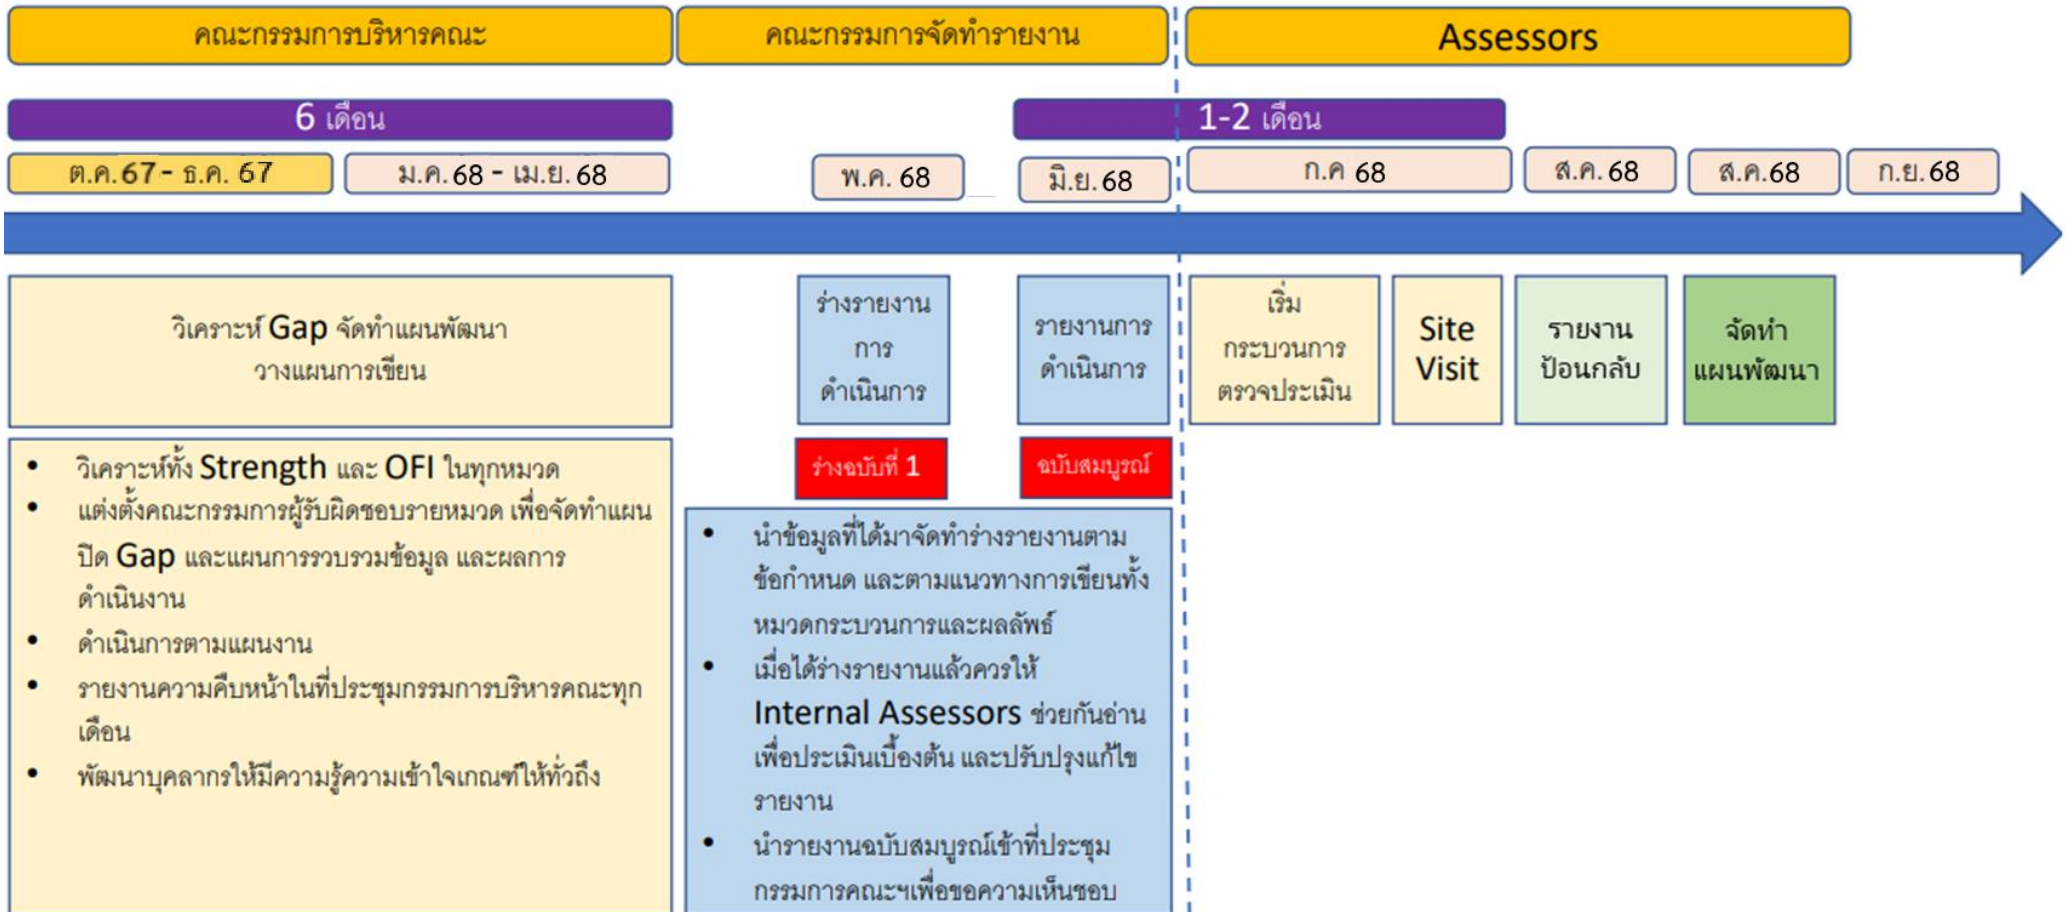 คณะกรรมการบริหารคณะ
คณะกรรมการจัดทำรายงาน
Assessors
6 เดือน
1-2 เดือน
ต.ค.67- ธ.ค. 67
ม.ค.68 - เม.ย.68
พ.ค. 68
มิ.ย.68
ก.ค 68
ส.ค.68
ส.ค.68
ก.ย.68
วิเคราะห์ Gap จัดทำแผนพัฒนา
วางแผนการเขียน
ร่างรายงาน
การ
ดำเนินการ
รายงานการ
ดำเนินการ
เริ่ม
กระบวนการ
ตรวจประเมิน
Site
Visit
รายงาน
ป้อนกลับ
จัดทำ
แผนพัฒนา
ร่างฉบับที่ 1
ฉบับสมบูรณ์
• วิเคราะห์ทั้ง Strength และ OFI ในทุกหมวด
• แต่งตั้งคณะกรรมการผู้รับผิดชอบรายหมวด เพื่อจัดทำแผน
ปิด Gap และแผนการรวบรวมข้อมูล และผลการ
ดำเนินงาน
• ดำเนินการตามแผนงาน
• รายงานความคืบหน้าในที่ประชุมกรรมการบริหารคณะทุก
เดือน
• พัฒนาบุคลากรให้มีความรู้ความเข้าใจเกณฑ์ให้ทั่วถึง
• นำข้อมูลที่ได้มาจัดทำร่างรายงานตาม
ข้อกำหนด และตามแนวทางการเขียนทั้ง
หมวดกระบวนการและผลลัพธ์
• เมื่อได้ร่างรายงานแล้วควรให้
Internal Assessors ช่วยกันอ่าน
เพื่อประเมินเบื้องต้น และปรับปรุงแก้ไข
รายงาน
• นำรายงานฉบับสมบูรณ์เข้าที่ประชุม
กรรมการคณะฯเพื่อขอความเห็นชอบ